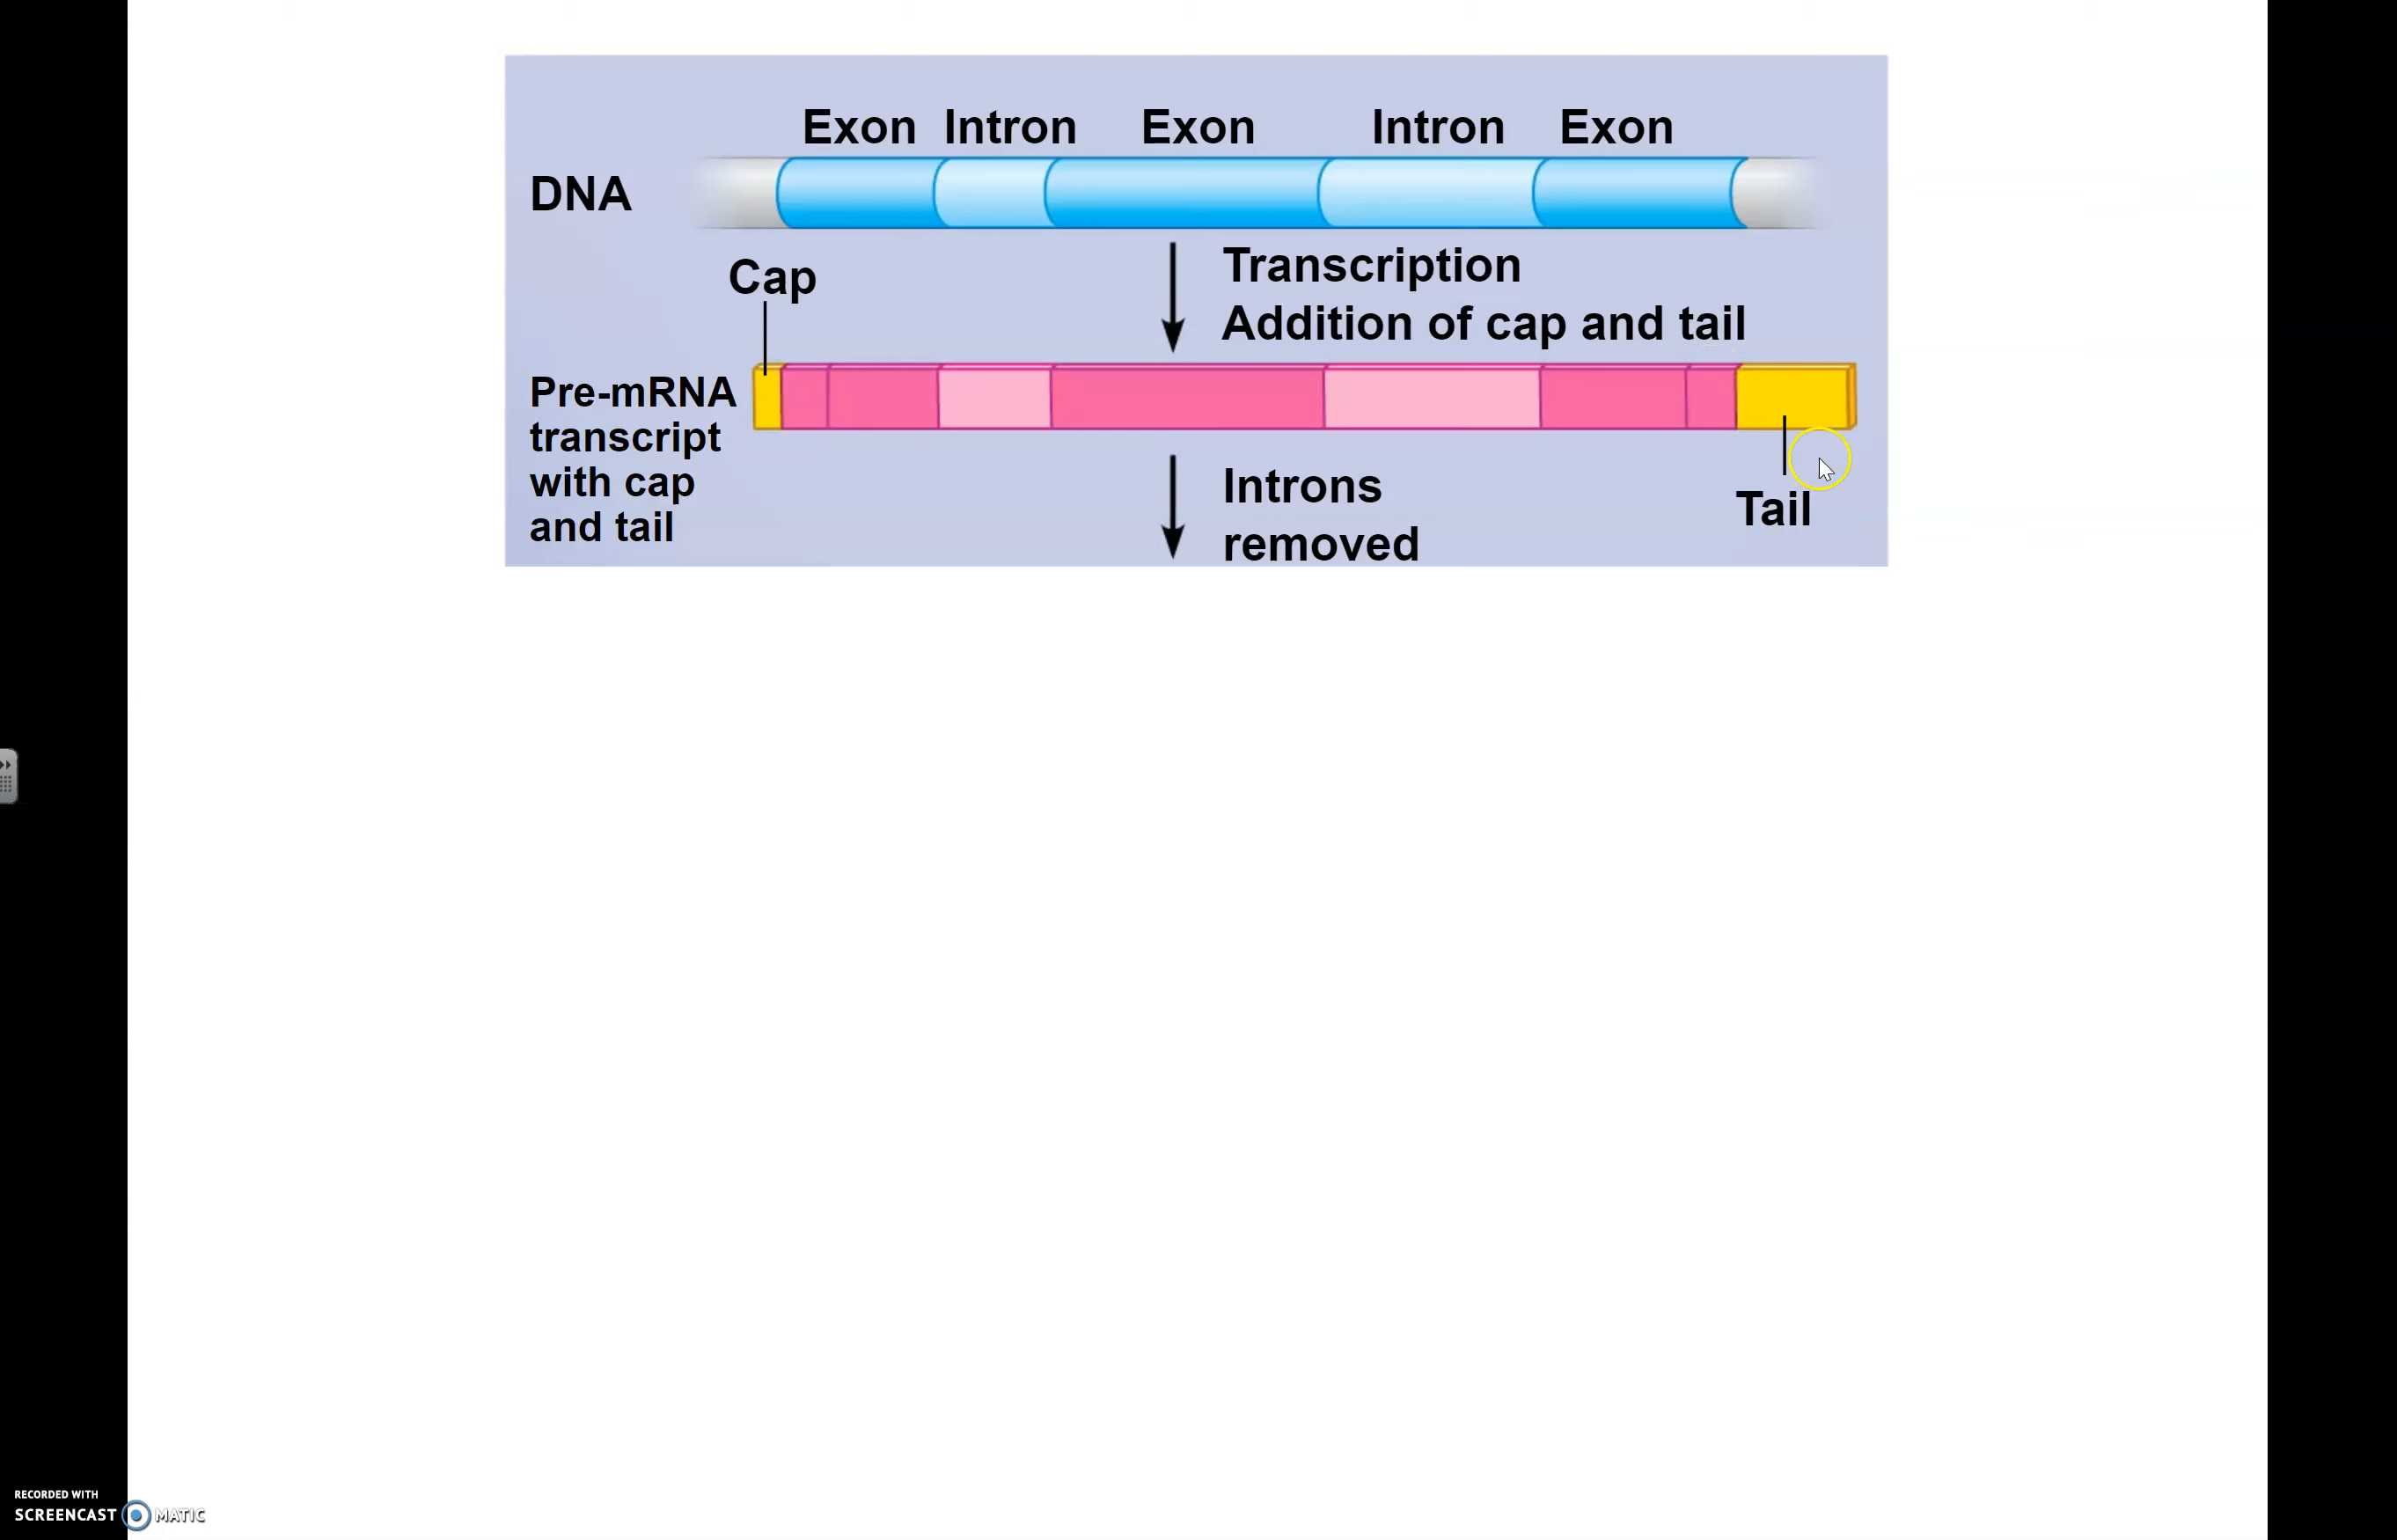 Exon Intron Exon Intron Exon
DNA
Cap
Transcription
Addition of cap and tail
Pre-mRNA
transcript
with cap
and tail
Introns
removed
Tail
RECORDED WITH
SCREENCAST MATIC